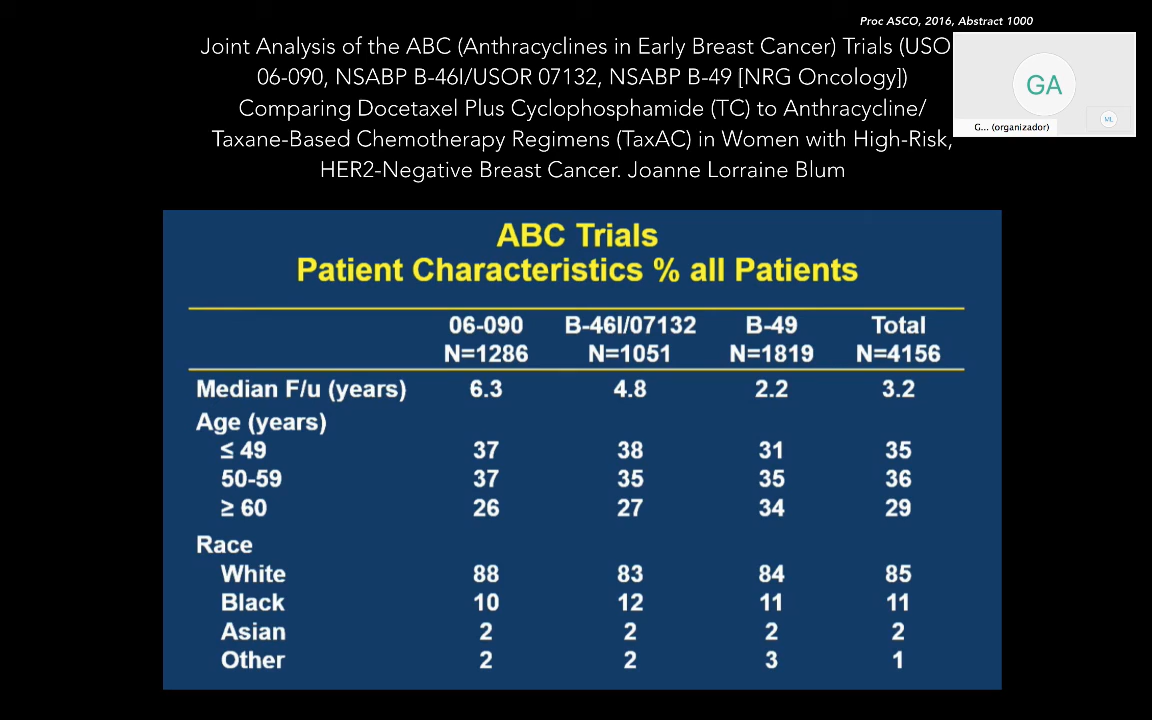 Proc ASCO, 2016, Abstract 1000
Joint Analysis of the ABC (Anthracyclines in Early Breast Cancer) Trials (USO
06-090, NSABP B-46I/USOR 07132, NSABP B-49 [NRG Oncology])
Comparing Docetaxel Plus Cyclophosphamide (TC) to Anthracycline/
Taxane-Based Chemotherapy Regimens (TaxAC) in Women with High-Risk,
HER2-Negative Breast Cancer. Joanne Lorraine Blum
GA
G... (organizador)
ML
ABC Trials
Patient Characteristics % all Patients
06-090 B-46I/07132 B-49 Total
N=1286 N=1051 N=1819 N=4156
Median F/u (years) 6.3 4.8 2.2 3.2
Age (years)
≤ 49 37 38 31 35
50-59 37 35 35 36
≥ 60 26 27 34 29
Race
White 88 83 84 85
Black 10 12 11 11
Asian 2 2 2 2
Other 2 2 3 1